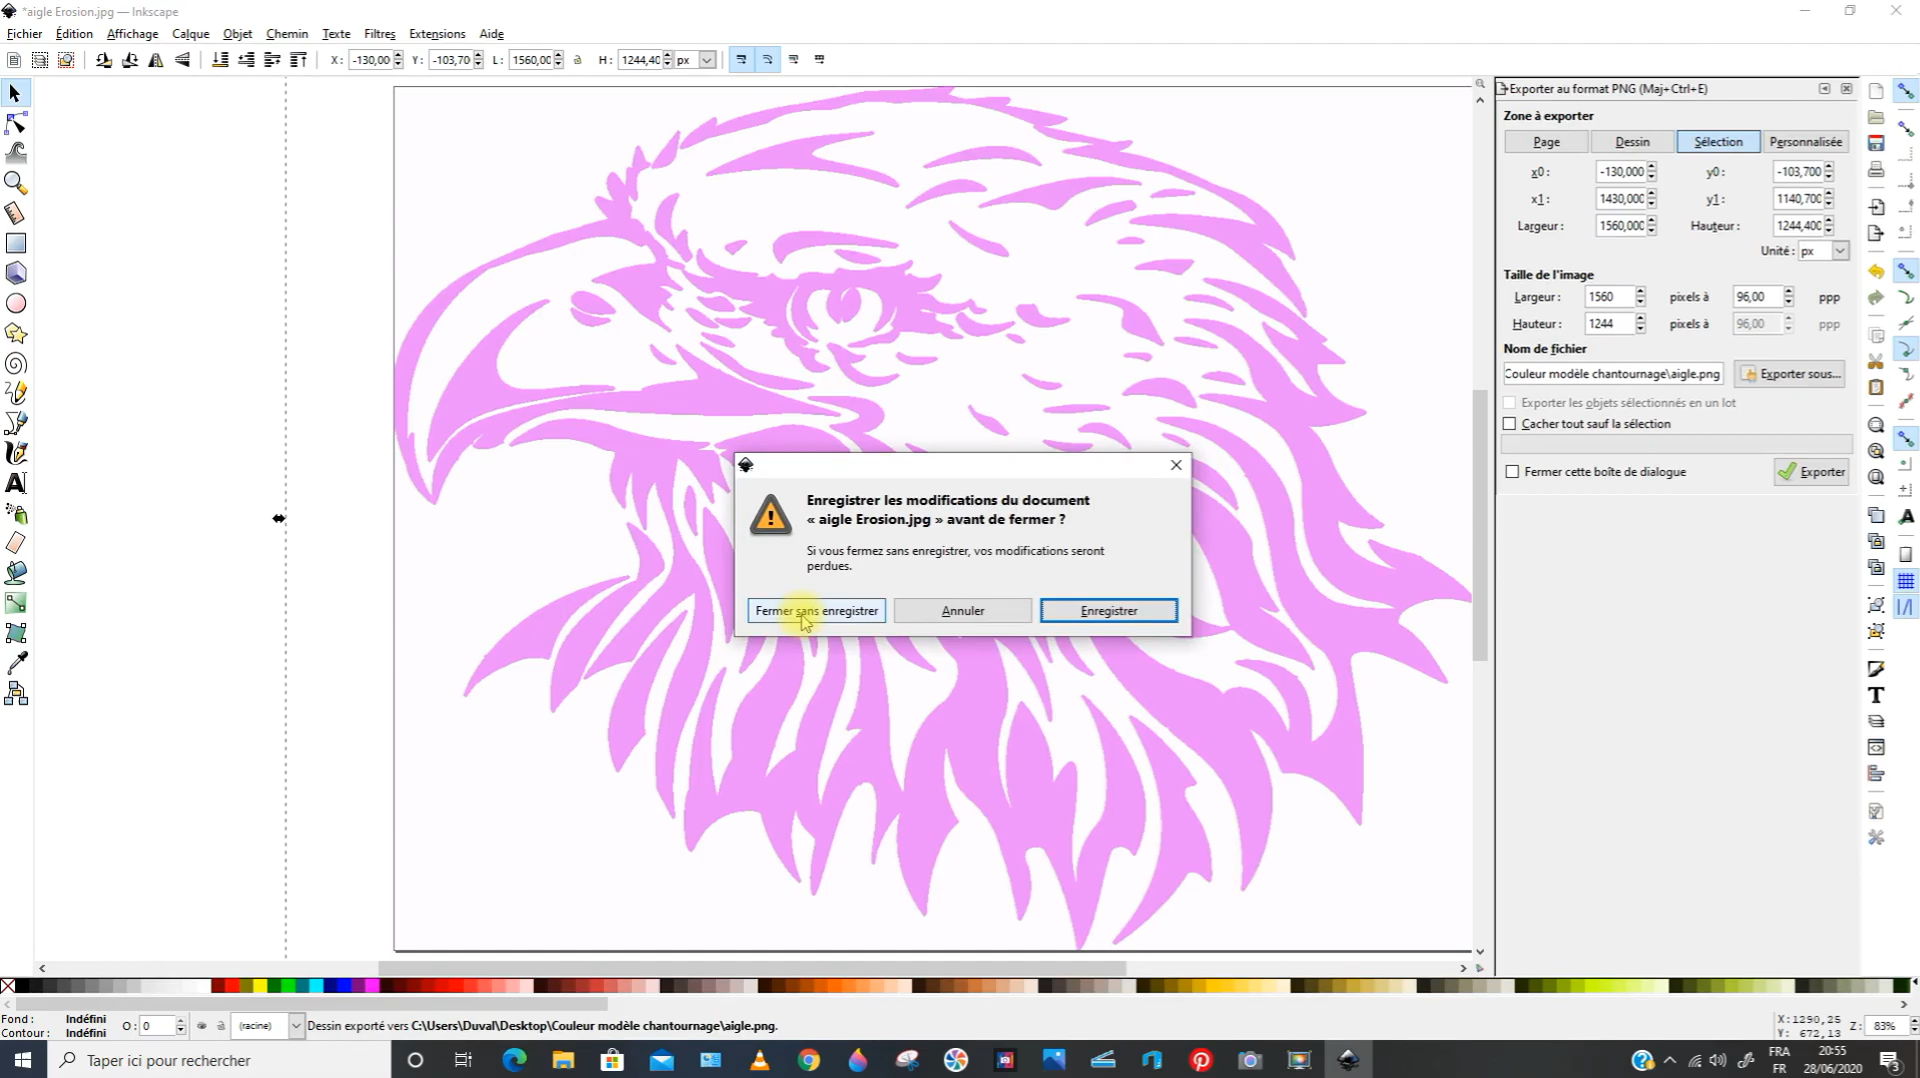 *aigle Erosion.jpg — Inkscape
Fichier Édition Affichage Calque Objet Chemin Texte Filtres Extensions Aide
X: -130,00 Y: -103,70 L: 1560,00 H: 1244,40 px
Exporter au format PNG (Maj+Ctrl+E)
Zone à exporter
Page Dessin Sélection Personnalisée
x0: -130,000 y0: -103,700
x1: 1430,000 y1: 1140,700
Largeur : 1560,000 Hauteur : 1244,400
Unité : px
Taille de l'image
Largeur : 1560 pixels à 96,00 ppp
Hauteur : 1244 pixels à 96,00 ppp
Nom de fichier
Couleur modèle chantournage\aigle.png Exporter sous...
Exporter les objets sélectionnés en un lot
Cacher tout sauf la sélection
Fermer cette boîte de dialogue Exporter
Enregistrer les modifications du document
« aigle Erosion.jpg » avant de fermer ?
Si vous fermez sans enregistrer, vos modifications seront
perdues.
Fermer sans enregistrer Annuler Enregistrer
Fond : Indéfini
Contour : Indéfini
O: 0 (racine) Dessin exporté vers C:\Users\Duval\Desktop\Couleur modèle chantournage\aigle.png.
X:1290,25
Y: 672,13
Z: 83%
Taper ici pour rechercher
FRA
FR
20:55
28/06/2020
3